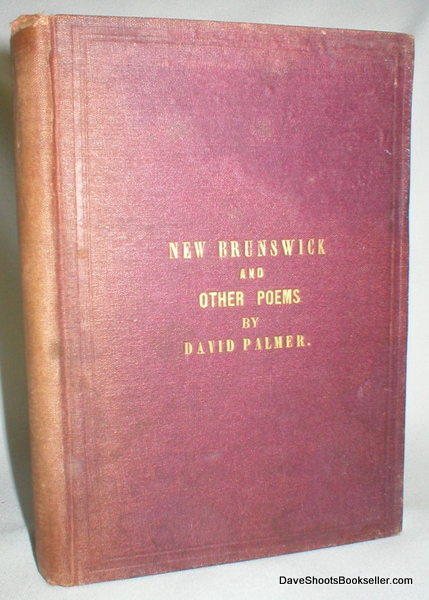 NEW BRUNSWICK
AND
OTHER POEMS
BY
DAVID PALMER.
DaveShootsBookseller.com